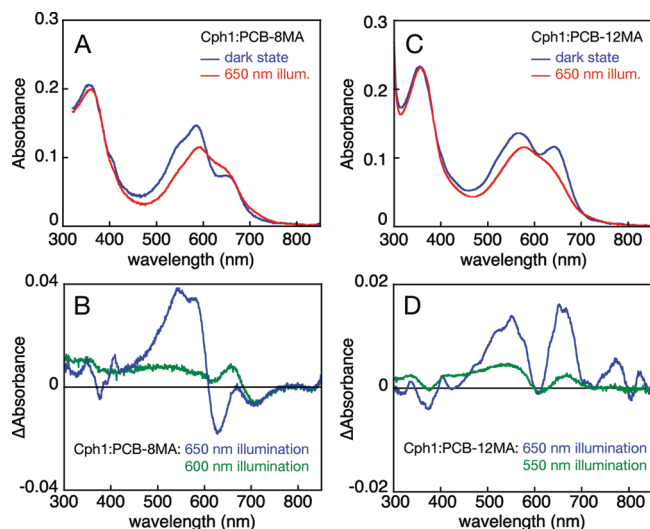 0.3
A
Cph1:PCB-8MA
dark state
650 nm illum.
0.2
Absorbance
0.1
0
300 400 500 600 700 800
wavelength (nm)
0.3
C
Cph1:PCB-12MA
dark state
650 nm illum.
0.2
Absorbance
0.1
0
300 400 500 600 700 800
wavelength (nm)
0.04
B
ΔAbsorbance
0
Cph1:PCB-8MA: 650 nm illumination
600 nm illumination
-0.04
300 400 500 600 700 800
wavelength (nm)
0.02
D
ΔAbsorbance
0
Cph1:PCB-12MA: 650 nm illumination
550 nm illumination
-0.02
300 400 500 600 700 800
wavelength (nm)